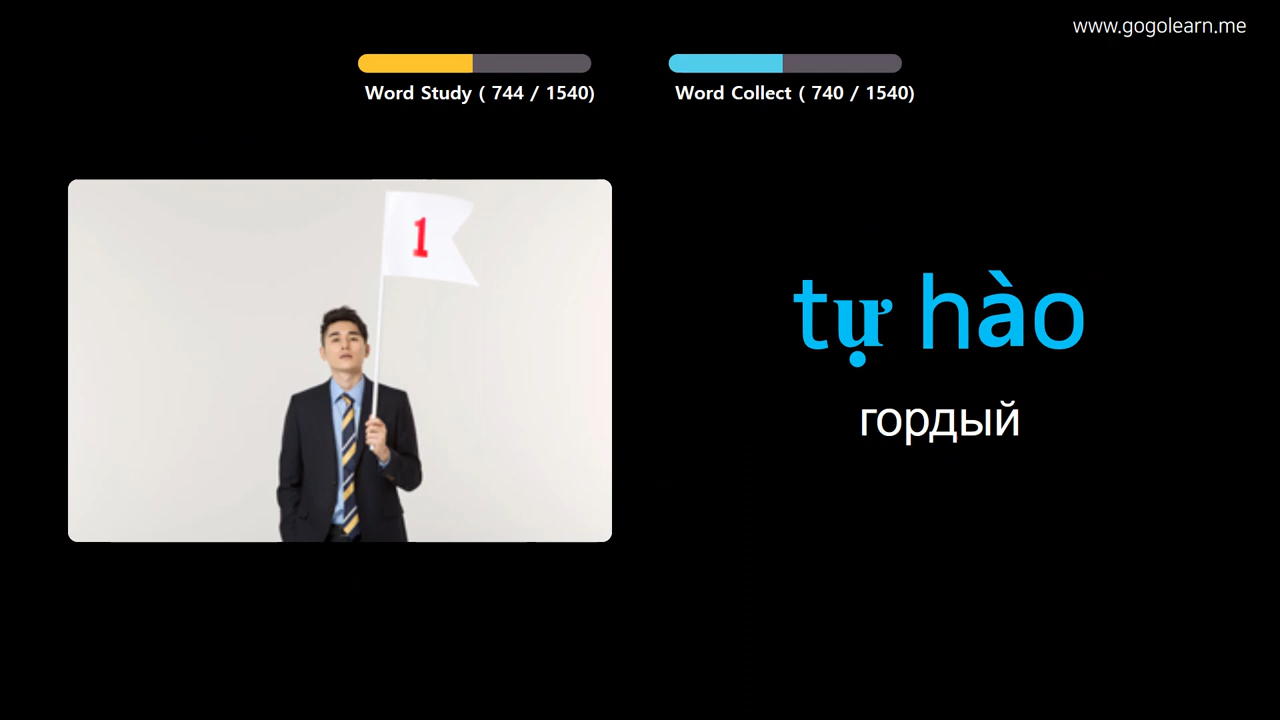 www.gogolearn.me
Word Study ( 744 / 1540)
Word Collect ( 740 / 1540)
1
tự hào
гордый